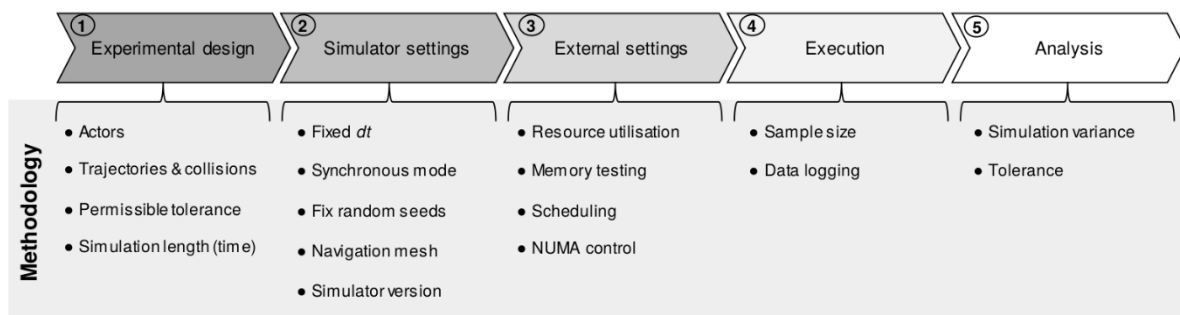 1 Experimental design
2 Simulator settings
3 External settings
4 Execution
5 Analysis
Methodology
● Actors
● Trajectories & collisions
● Permissible tolerance
● Simulation length (time)
● Fixed dt
● Synchronous mode
● Fix random seeds
● Navigation mesh
● Simulator version
● Resource utilisation
● Memory testing
● Scheduling
● NUMA control
● Sample size
● Data logging
● Simulation variance
● Tolerance